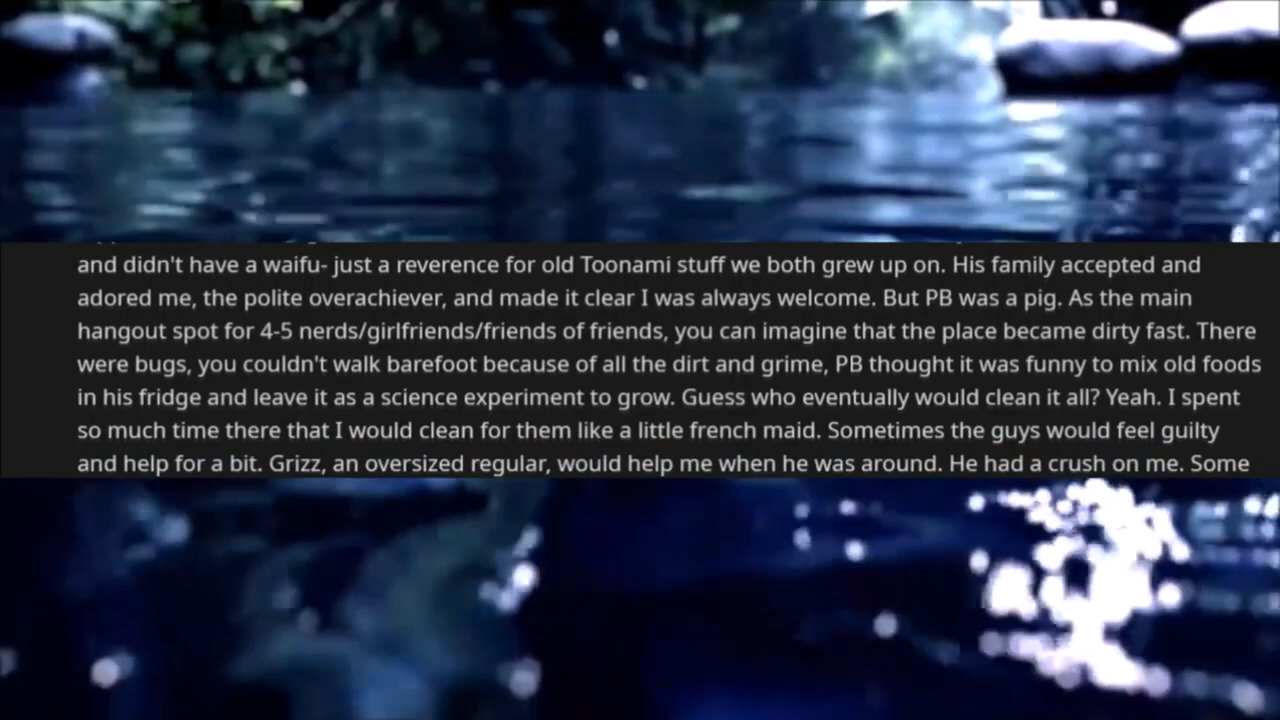 and didn't have a waifu- just a reverence for old Toonami stuff we both grew up on. His family accepted and
adored me, the polite overachiever, and made it clear I was always welcome. But PB was a pig. As the main
hangout spot for 4-5 nerds/girlfriends/friends of friends, you can imagine that the place became dirty fast. There
were bugs, you couldn't walk barefoot because of all the dirt and grime, PB thought it was funny to mix old foods
in his fridge and leave it as a science experiment to grow. Guess who eventually would clean it all? Yeah. I spent
so much time there that I would clean for them like a little french maid. Sometimes the guys would feel guilty
and help for a bit. Grizz, an oversized regular, would help me when he was around. He had a crush on me. Some